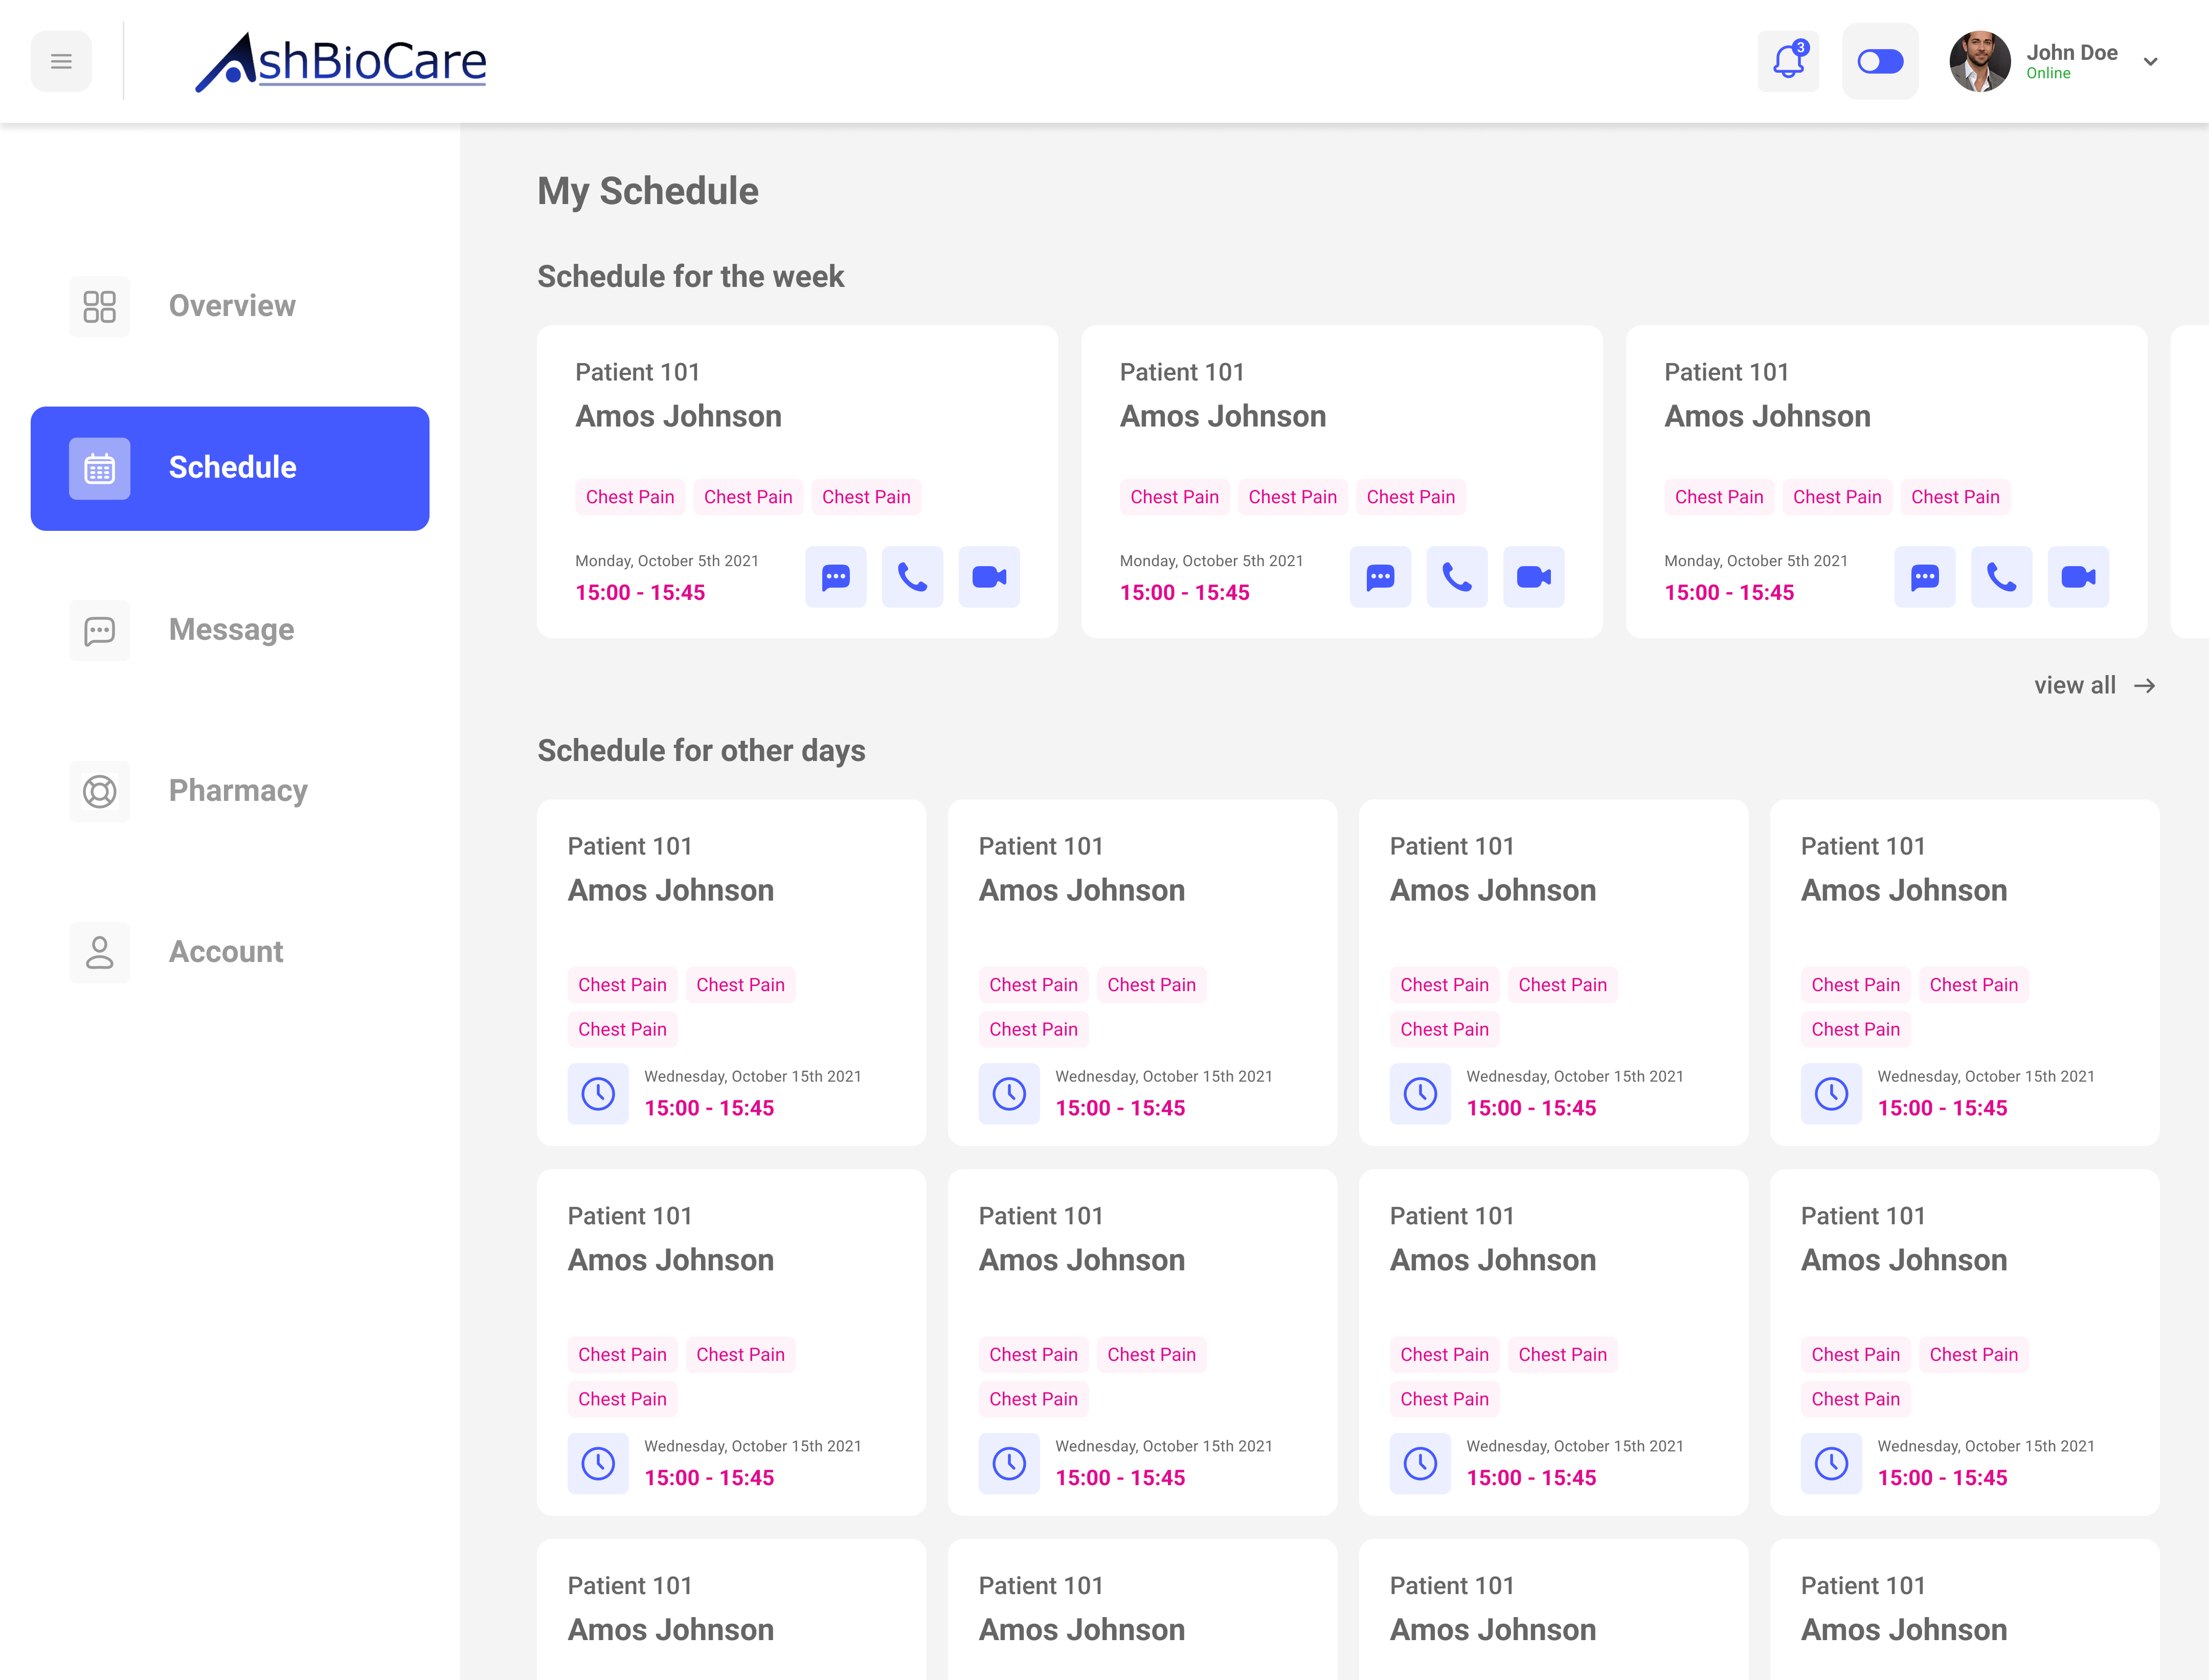 AshBioCare
3
John Doe
Online
Overview
Schedule
Message
Pharmacy
Account
My Schedule
Schedule for the week
Patient 101
Amos Johnson
Chest Pain Chest Pain Chest Pain
Monday, October 5th 2021
15:00 - 15:45
Patient 101
Amos Johnson
Chest Pain Chest Pain Chest Pain
Monday, October 5th 2021
15:00 - 15:45
Patient 101
Amos Johnson
Chest Pain Chest Pain Chest Pain
Monday, October 5th 2021
15:00 - 15:45
view all
Schedule for other days
Patient 101
Amos Johnson
Chest Pain Chest Pain
Chest Pain
Wednesday, October 15th 2021
15:00 - 15:45
Patient 101
Amos Johnson
Chest Pain Chest Pain
Chest Pain
Wednesday, October 15th 2021
15:00 - 15:45
Patient 101
Amos Johnson
Chest Pain Chest Pain
Chest Pain
Wednesday, October 15th 2021
15:00 - 15:45
Patient 101
Amos Johnson
Chest Pain Chest Pain
Chest Pain
Wednesday, October 15th 2021
15:00 - 15:45
Patient 101
Amos Johnson
Chest Pain Chest Pain
Chest Pain
Wednesday, October 15th 2021
15:00 - 15:45
Patient 101
Amos Johnson
Chest Pain Chest Pain
Chest Pain
Wednesday, October 15th 2021
15:00 - 15:45
Patient 101
Amos Johnson
Chest Pain Chest Pain
Chest Pain
Wednesday, October 15th 2021
15:00 - 15:45
Patient 101
Amos Johnson
Chest Pain Chest Pain
Chest Pain
Wednesday, October 15th 2021
15:00 - 15:45
Patient 101
Amos Johnson
Patient 101
Amos Johnson
Patient 101
Amos Johnson
Patient 101
Amos Johnson